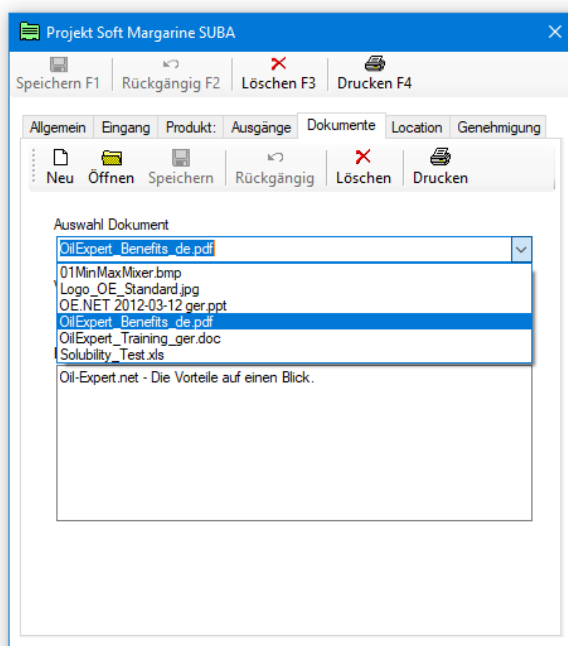 Projekt Soft Margarine SUBA
Speichern F1 Rückgängig F2 Löschen F3 Drucken F4
Allgemein Eingang Produkt: Ausgänge Dokumente Location Genehmigung
Neu Öffnen Speichern Rückgängig Löschen Drucken
Auswahl Dokument
OilExpert_Benefits_de.pdf
01MinMaxMixer.bmp
Logo_OE_Standard.jpg
OE.NET 2012-03-12 ger.ppt
OilExpert_Benefits_de.pdf
OilExpert_Training_ger.doc
Solubility_Test.xls
Oil-Expert.net - Die Vorteile auf einen Blick.